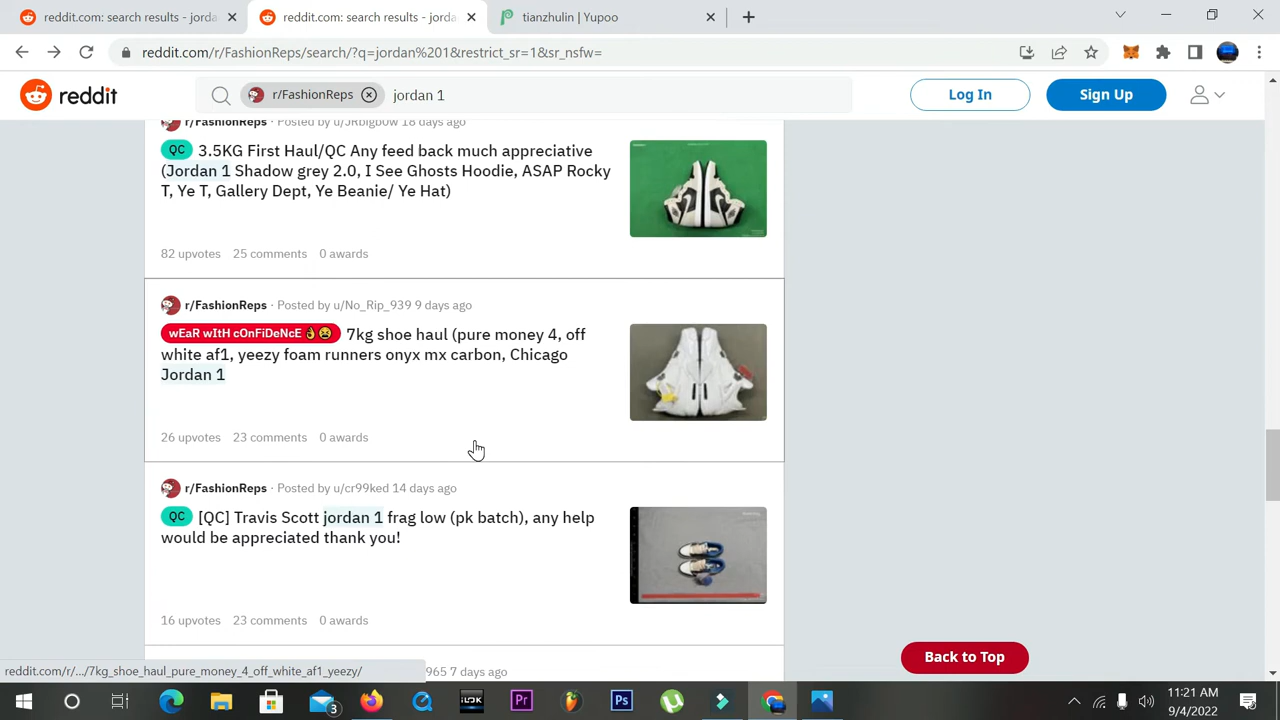 reddit.com: search results - jordan
reddit.com: search results - jorda
tianzhulin | Yupoo
reddit.com/r/FashionReps/search/?q=jordan%201&restrict_sr=1&sr_nsfw=
reddit
r/FashionReps
jordan 1
Log In
Sign Up
r/FashionReps · Posted by u/JRbigb0w 18 days ago
QC 3.5KG First Haul/QC Any feed back much appreciative
(Jordan 1 Shadow grey 2.0, I See Ghosts Hoodie, ASAP Rocky
T, Ye T, Gallery Dept, Ye Beanie/ Ye Hat)
82 upvotes 25 comments 0 awards
r/FashionReps · Posted by u/No_Rip_939 9 days ago
wEaR wItH cOnFiDeNcE👌😫 7kg shoe haul (pure money 4, off
white af1, yeezy foam runners onyx mx carbon, Chicago
Jordan 1
26 upvotes 23 comments 0 awards
r/FashionReps · Posted by u/cr99ked 14 days ago
QC [QC] Travis Scott jordan 1 frag low (pk batch), any help
would be appreciated thank you!
16 upvotes 23 comments 0 awards
Back to Top
reddit.com/r/.../7kg_shoe_haul_pure_money_4_off_white_af1_yeezy/
965 7 days ago
3
iLOK
Pr
Ps
11:21 AM
9/4/2022